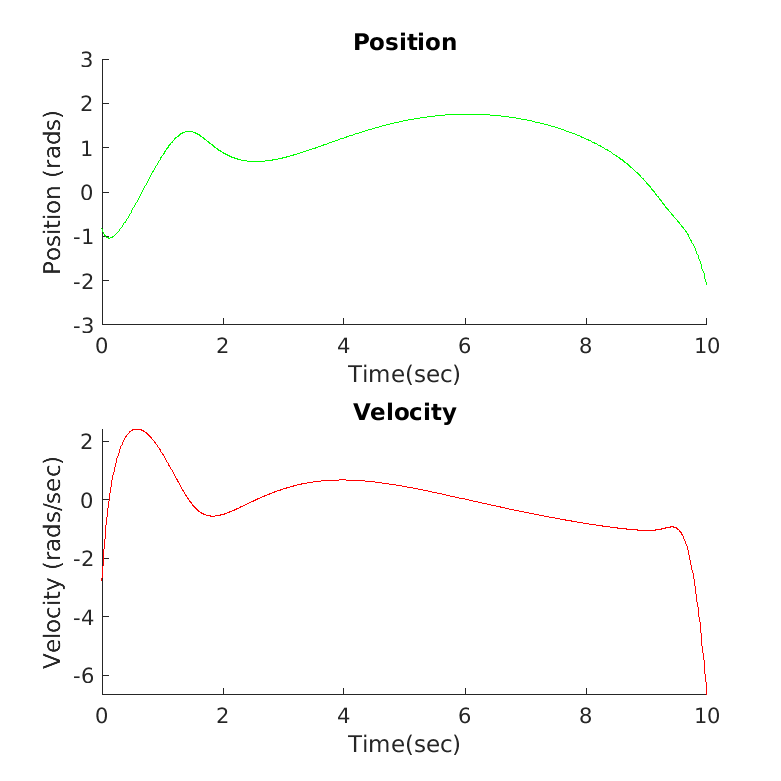 Position
Position (rads)
3
2
1
0
-1
-2
-3
0 2 4 6 8 10
Time(sec)
Velocity
Velocity (rads/sec)
2
0
-2
-4
-6
0 2 4 6 8 10
Time(sec)